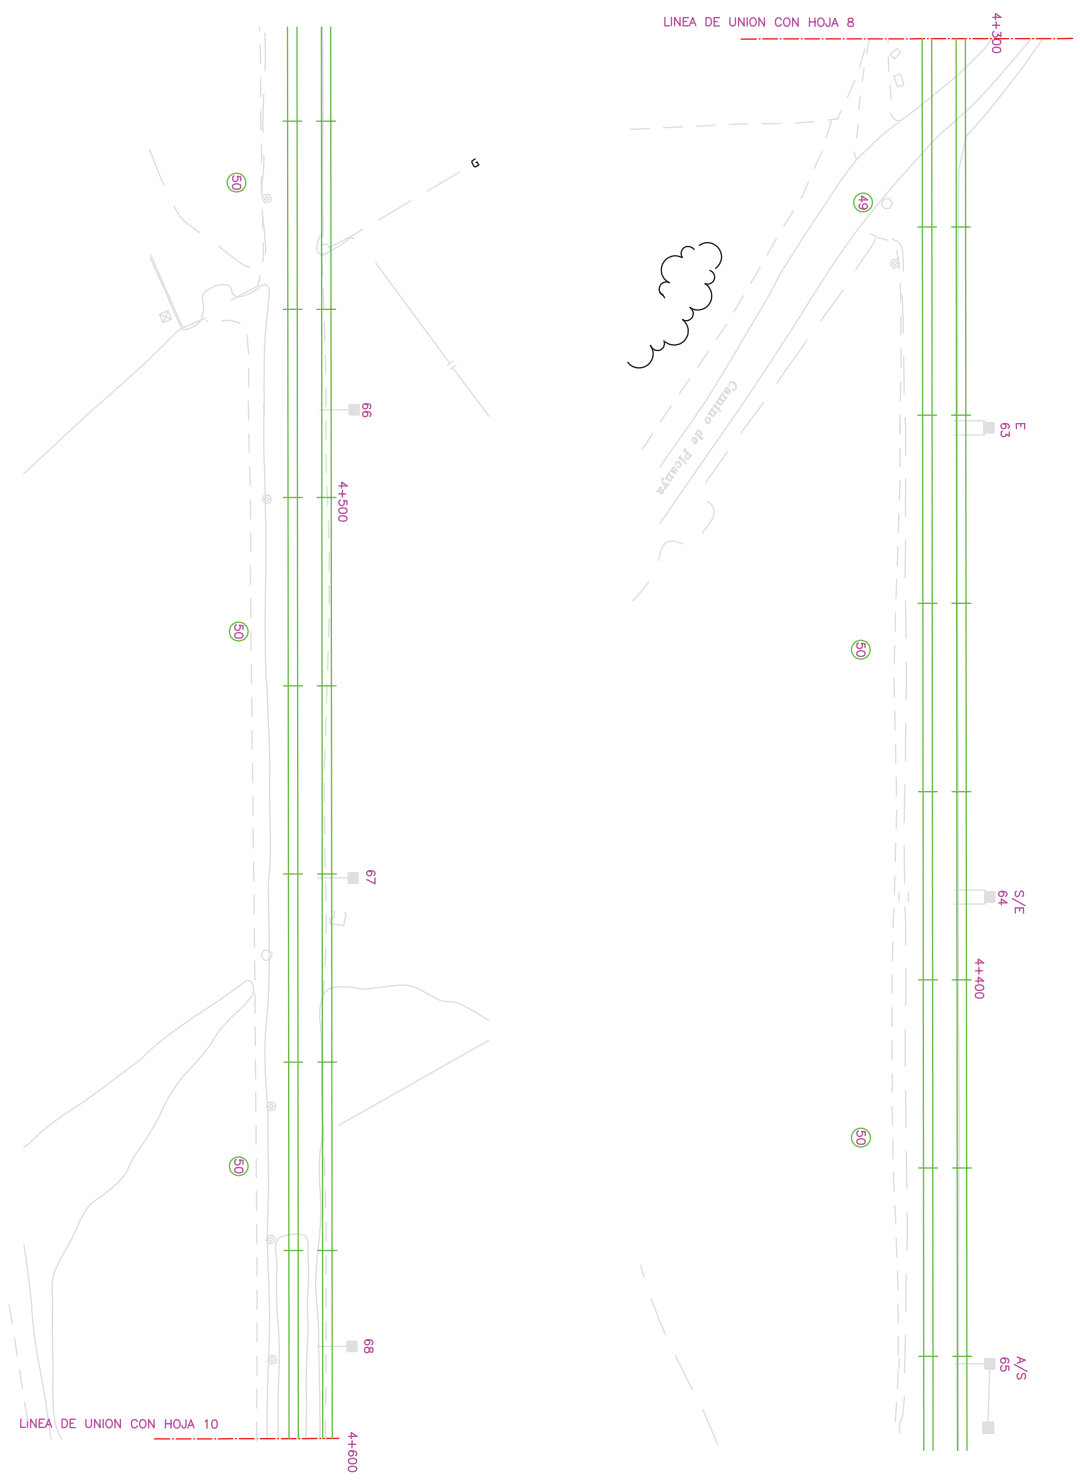 LINEA DE UNION CON HOJA 8
4+300
G
50
49
Camino de Picanya
66
E
63
4+500
50
50
67
S/E
64
4+400
50
50
68
A/S
65
LINEA DE UNION CON HOJA 10
4+600